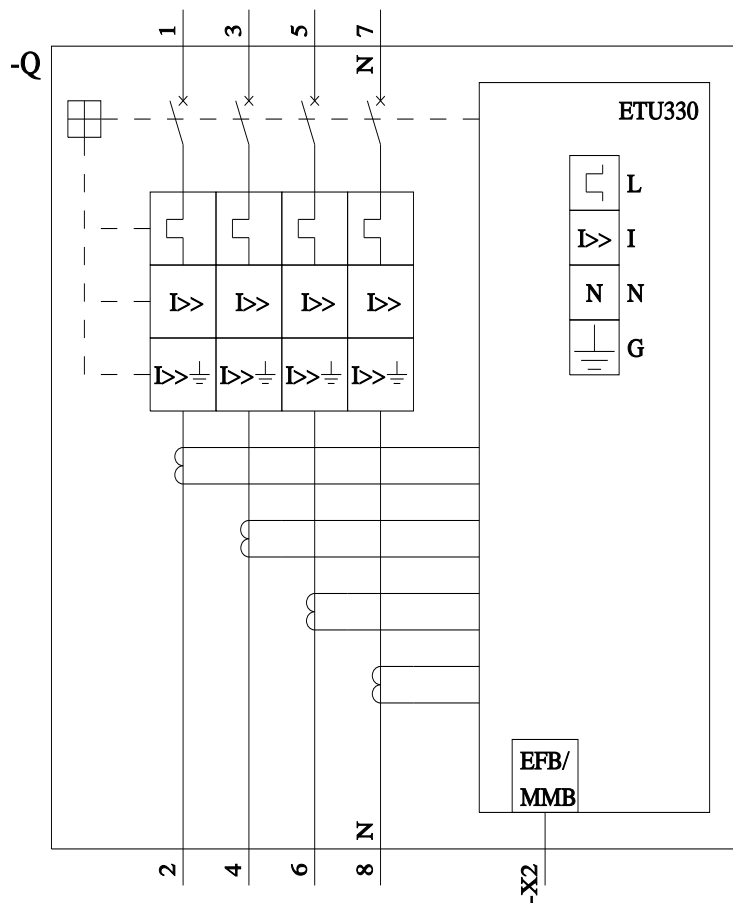 1 3 5 7
-Q
N
ETU330
L
I>> I
N N
G
I>> I>> I>> I>>
I>> I>> I>> I>>
EFB/
MMB
N
2 4 6 8
-X2